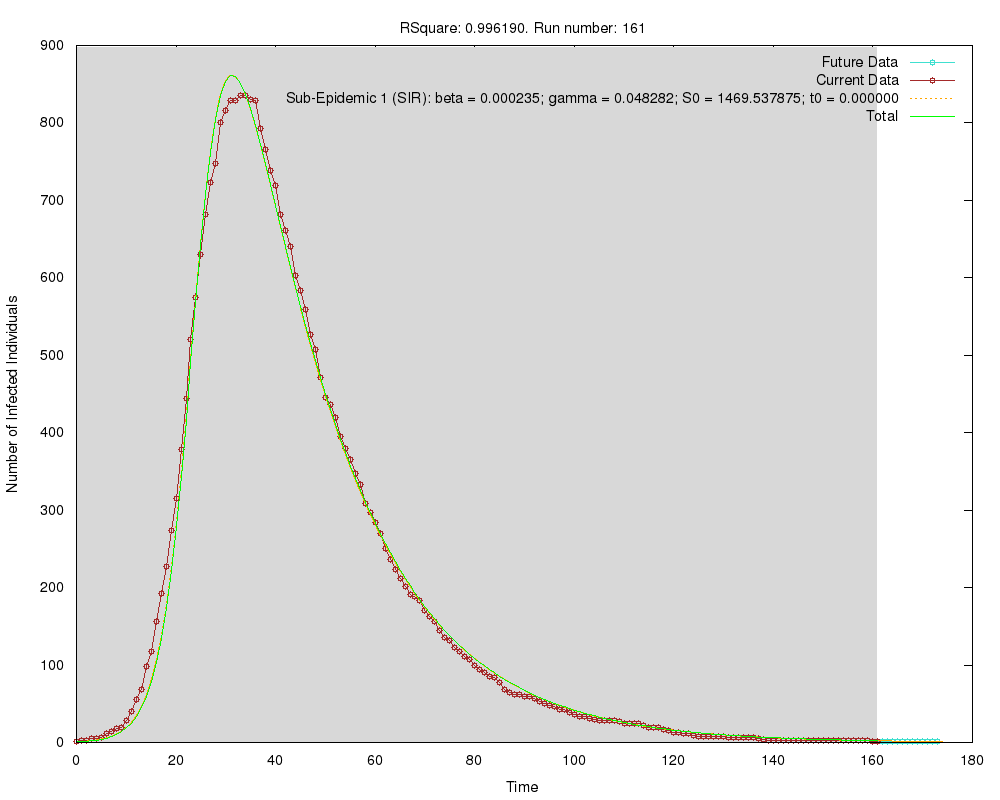 RSquare: 0.996190. Run number: 161
Future Data
Current Data
Sub-Epidemic 1 (SIR): beta = 0.000235; gamma = 0.048282; S0 = 1469.537875; t0 = 0.000000
Total
Number of Infected Individuals
900
800
700
600
500
400
300
200
100
0
0 20 40 60 80 100 120 140 160 180
Time